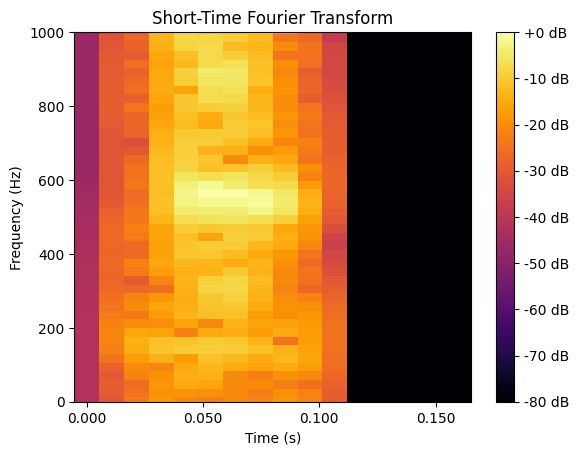 Short-Time Fourier Transform
1000
800
600
400
200
0
Frequency (Hz)
0.000
0.050
0.100
0.150
Time (s)
+0 dB
-10 dB
-20 dB
-30 dB
-40 dB
-50 dB
-60 dB
-70 dB
-80 dB